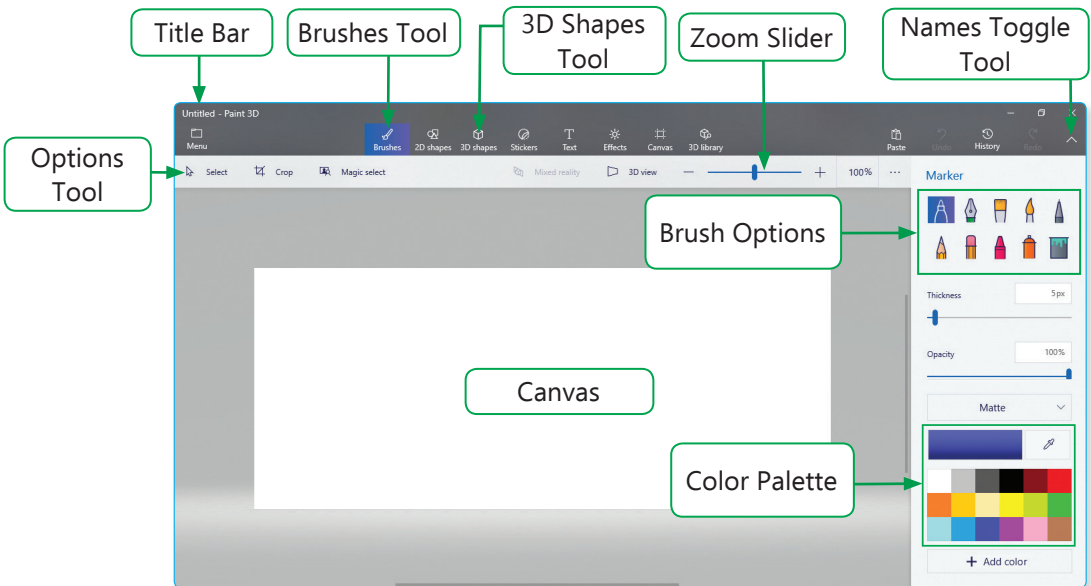 Title Bar
Brushes Tool
3D Shapes
Tool
Zoom Slider
Names Toggle
Tool
Untitled - Paint 3D
Menu
Brushes
2D shapes
3D shapes
Stickers
Text
Effects
Canvas
3D library
Paste
Undo
History
Redo
Options
Tool
Select
Crop
Magic select
Mixed reality
3D view
100%
Marker
Brush Options
Thickness
5px
Opacity
100%
Canvas
Matte
Color Palette
Add color